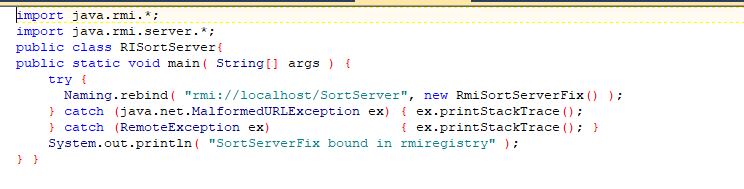 import java.rmi.*;
import java.rmi.server.*;
public class RISortServer{
public static void main( String[] args ) {
    try {
      Naming.rebind( "rmi://localhost/SortServer", new RmiSortServerFix() );
    } catch (java.net.MalformedURLException ex) { ex.printStackTrace();
    } catch (RemoteException ex)                { ex.printStackTrace(); }
    System.out.println( "SortServerFix bound in rmiregistry" );
} }